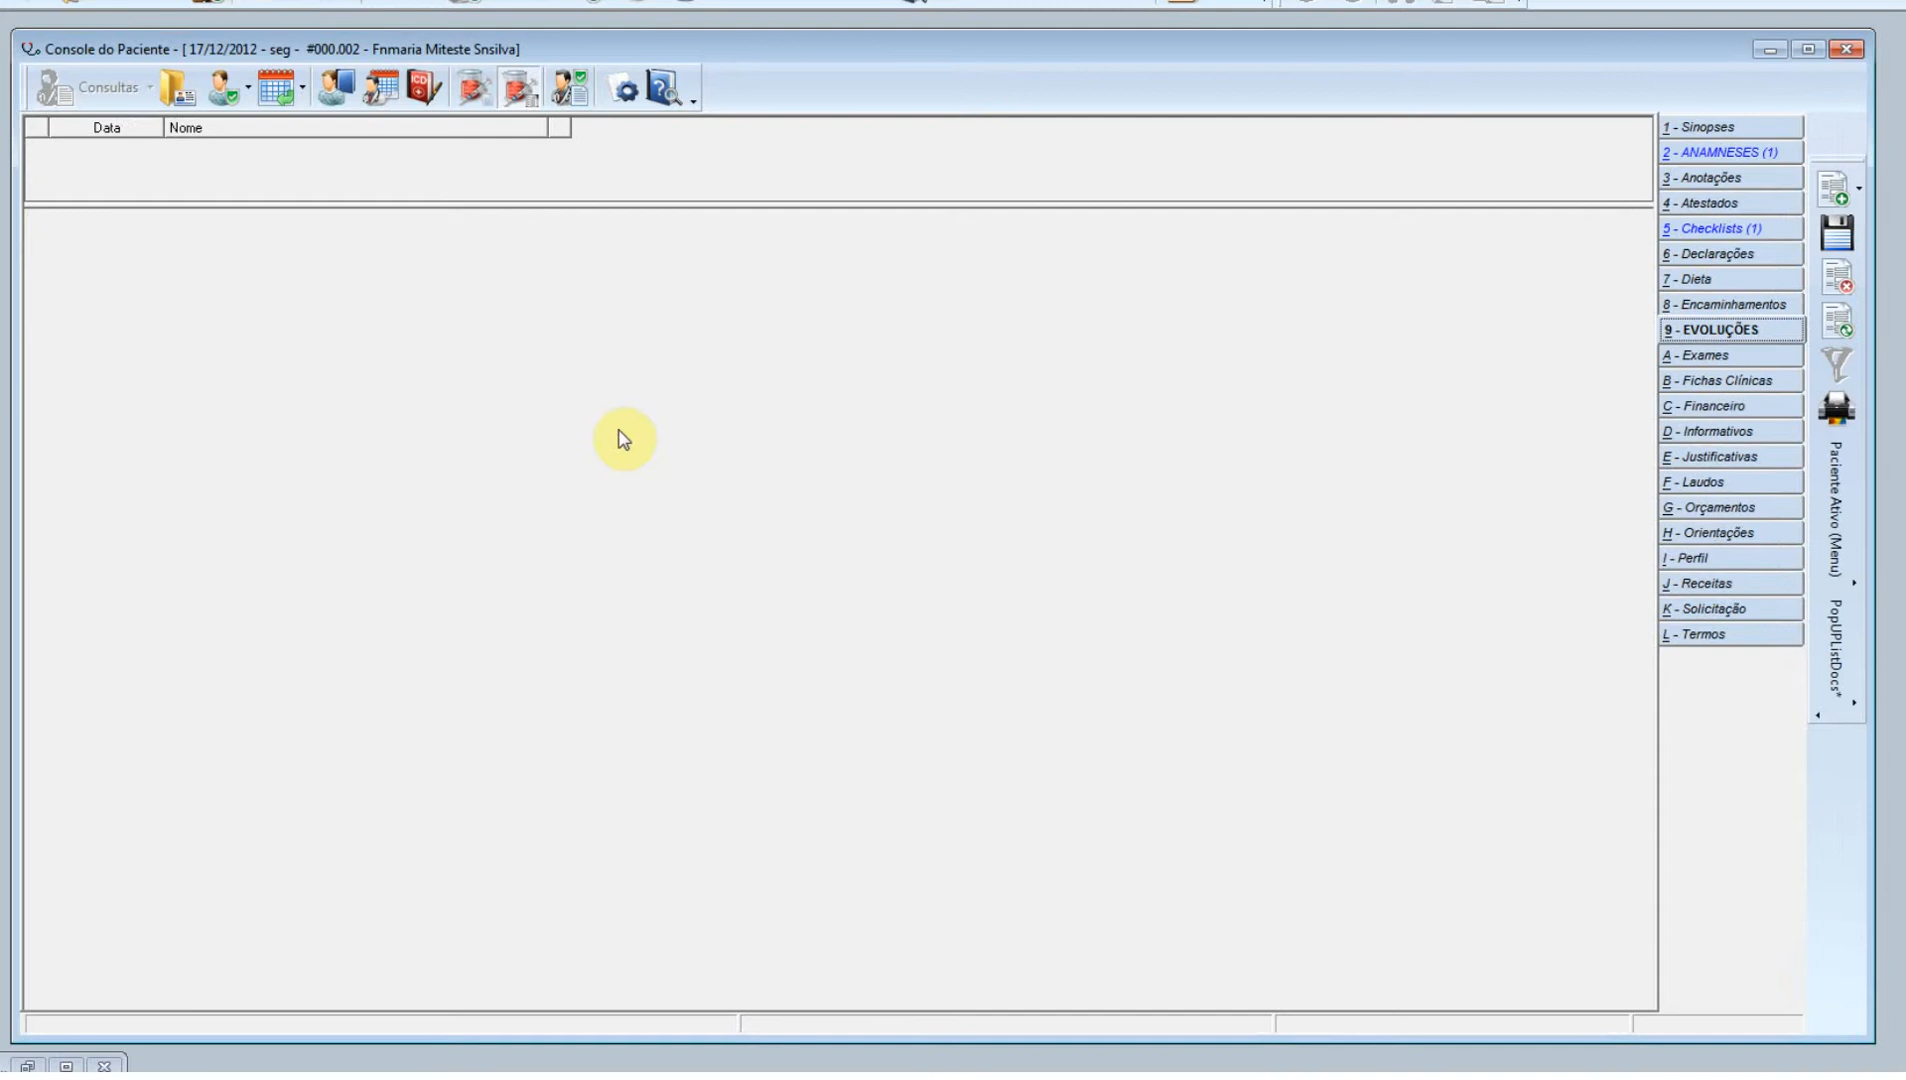 Console do Paciente - [ 17/12/2012 - seg -  #000.002 - Fnmaria Miteste Snsilva]
Consultas
ICD
Data
Nome
1 - Sinopses
2 - ANAMNESES (1)
3 - Anotações
4 - Atestados
5 - Checklists (1)
6 - Declarações
7 - Dieta
8 - Encaminhamentos
9 - EVOLUÇÕES
A - Exames
B - Fichas Clínicas
C - Financeiro
D - Informativos
E - Justificativas
F - Laudos
G - Orçamentos
H - Orientações
I - Perfil
J - Receitas
K - Solicitação
L - Termos
Paciente Ativo (Menu)
PopUPListDocs*